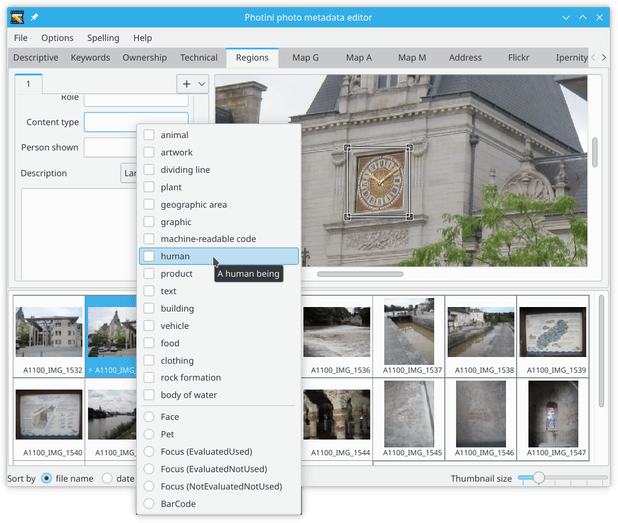 Photini photo metadata editor
File Options Spelling Help
Descriptive Keywords Ownership Technical Regions Map G Map A Map M Address Flickr Ipernity
1
Role
Content type
Person shown
Description Lan
animal
artwork
dividing line
plant
geographic area
graphic
machine-readable code
human
A human being
product
text
building
vehicle
food
clothing
rock formation
body of water
Face
Pet
Focus (EvaluatedUsed)
Focus (EvaluatedNotUsed)
Focus (NotEvaluatedNotUsed)
BarCode
A1100_IMG_1532 A1100_IMG_ A1100_IMG_1536 A1100_IMG_1537 A1100_IMG_1538 A1100_IMG_1539
A1100_IMG_1540 A1100_IMG_ A1100_IMG_1544 A1100_IMG_1545 A1100_IMG_1546 A1100_IMG_1547
Sort by file name date Thumbnail size